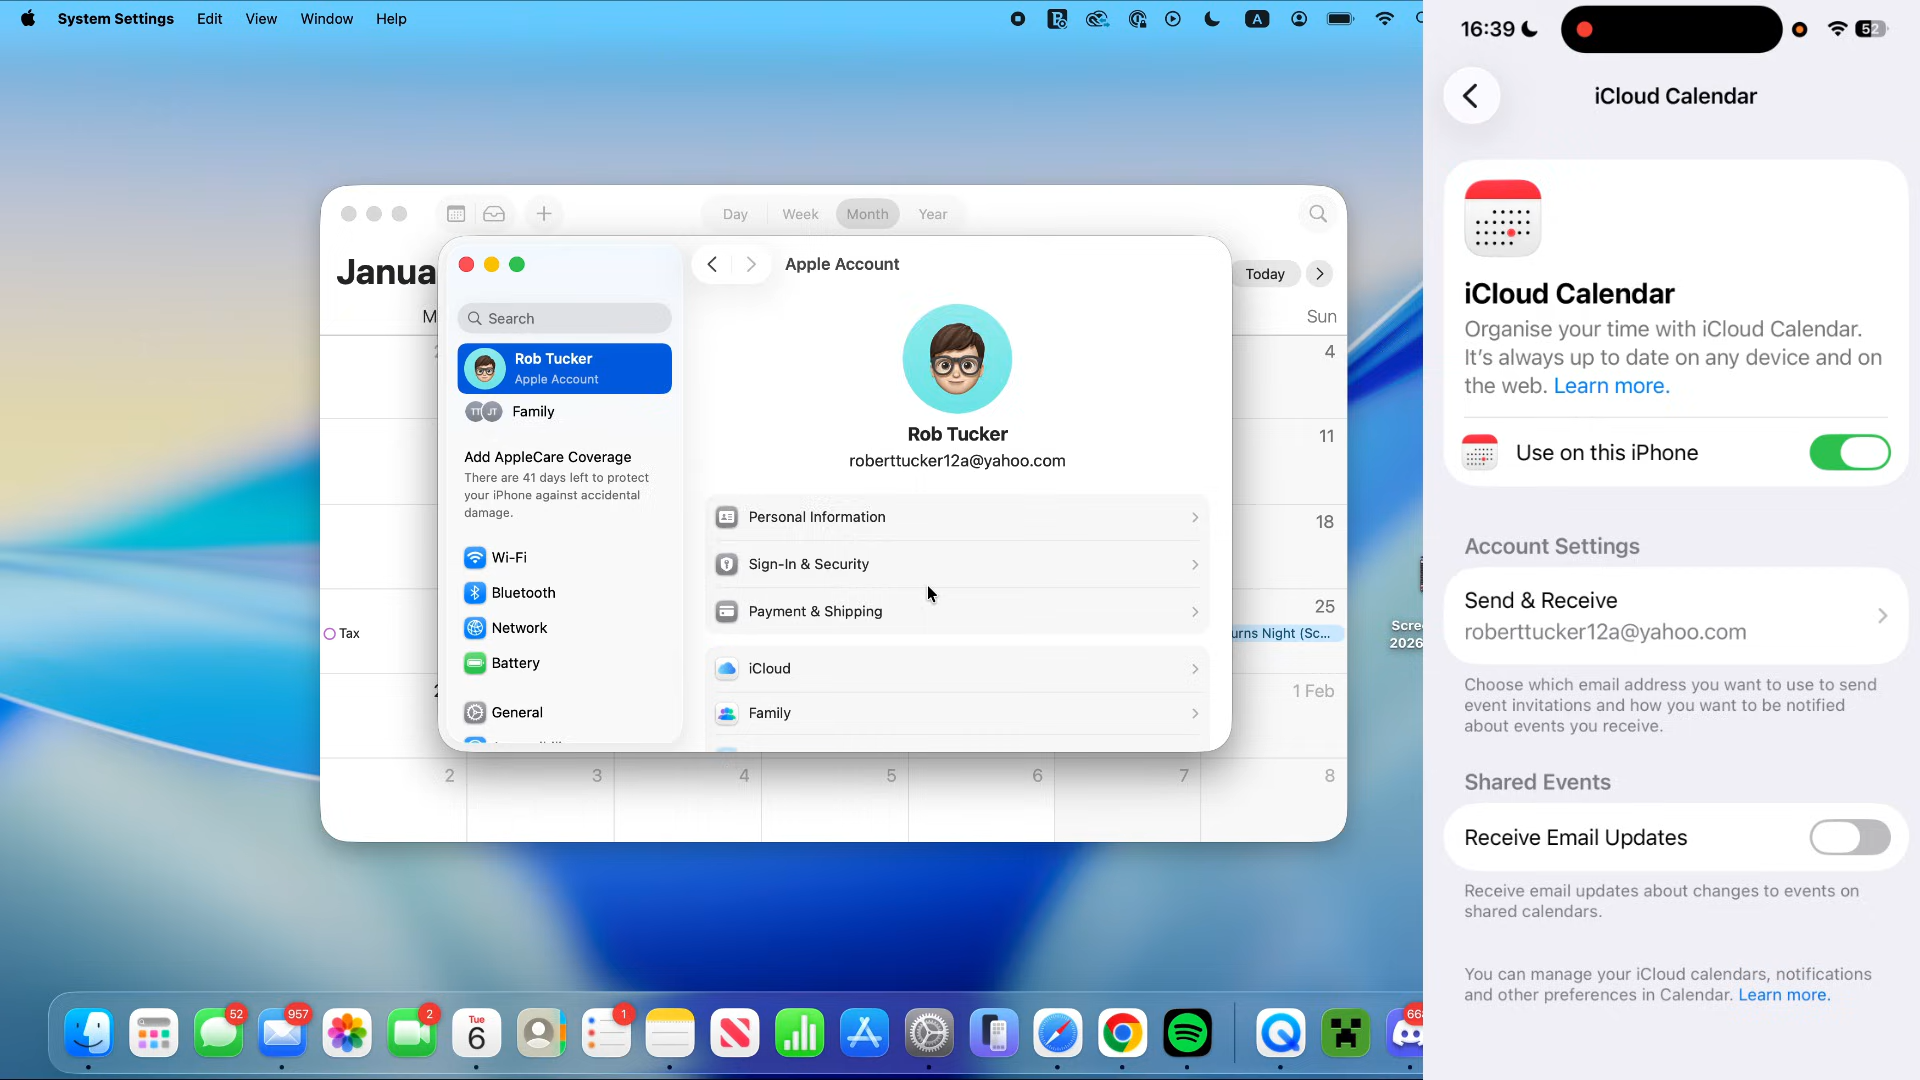 System Settings Edit View Window Help
A
Day Week Month Year
Janua
Today
M
Sun
4
11
18
25
Tax
urns Night (Sc...
1 Feb
2 3 4 5 6 7 8
Search
Rob Tucker
Apple Account
TT JT Family
Add AppleCare Coverage
There are 41 days left to protect
your iPhone against accidental
damage.
Wi-Fi
Bluetooth
Network
Battery
General
Apple Account
Rob Tucker
roberttucker12a@yahoo.com
Personal Information
Sign-In & Security
Payment & Shipping
iCloud
Family
Scree
2026
52
957
2
Tue
6
1
668
16:39
52
iCloud Calendar
iCloud Calendar
Organise your time with iCloud Calendar.
It's always up to date on any device and on
the web. Learn more.
Use on this iPhone
Account Settings
Send & Receive
roberttucker12a@yahoo.com
Choose which email address you want to use to send
event invitations and how you want to be notified
about events you receive.
Shared Events
Receive Email Updates
Receive email updates about changes to events on
shared calendars.
You can manage your iCloud calendars, notifications
and other preferences in Calendar. Learn more.